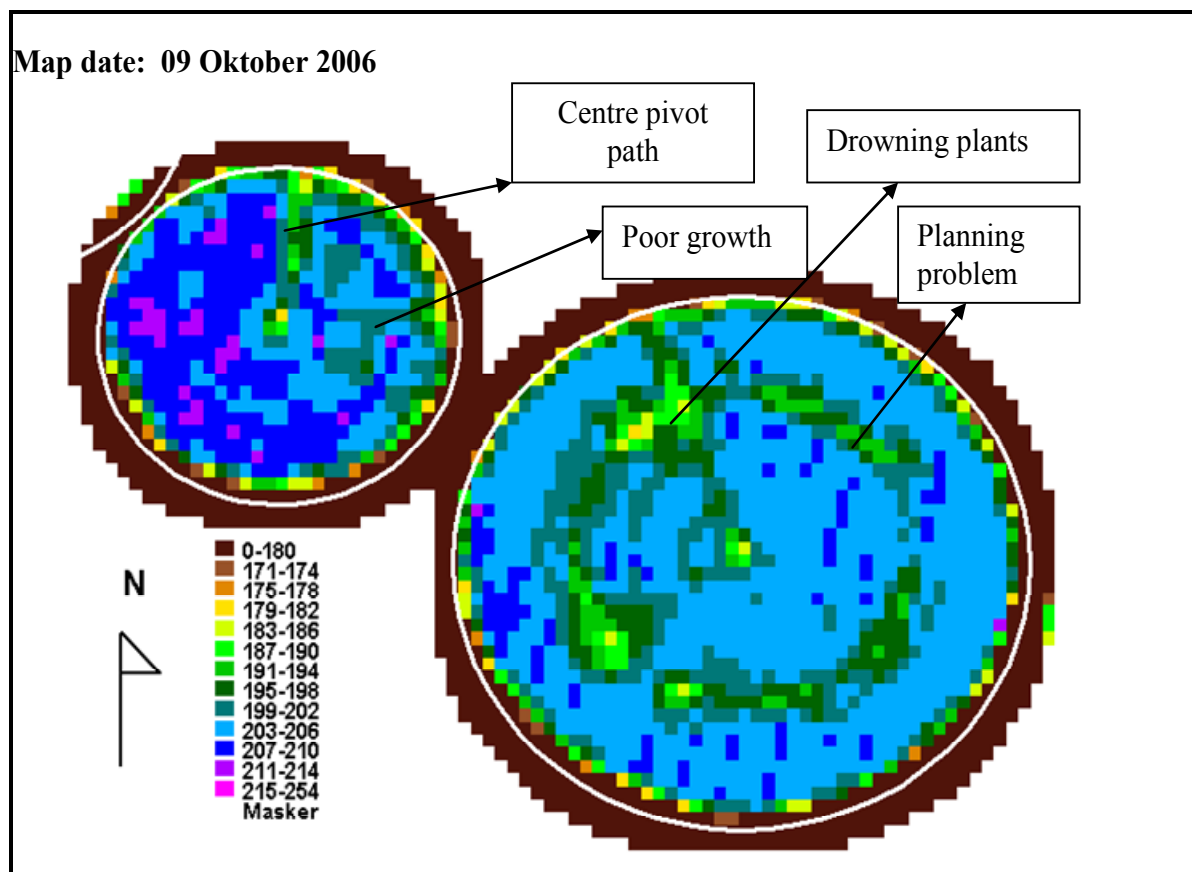 Map date: 09 Oktober 2006
Centre pivot
path
Drowning plants
Poor growth
Planning
problem
N
0-180
171-174
175-178
179-182
183-186
187-190
191-194
195-198
199-202
203-206
207-210
211-214
215-254
Masker